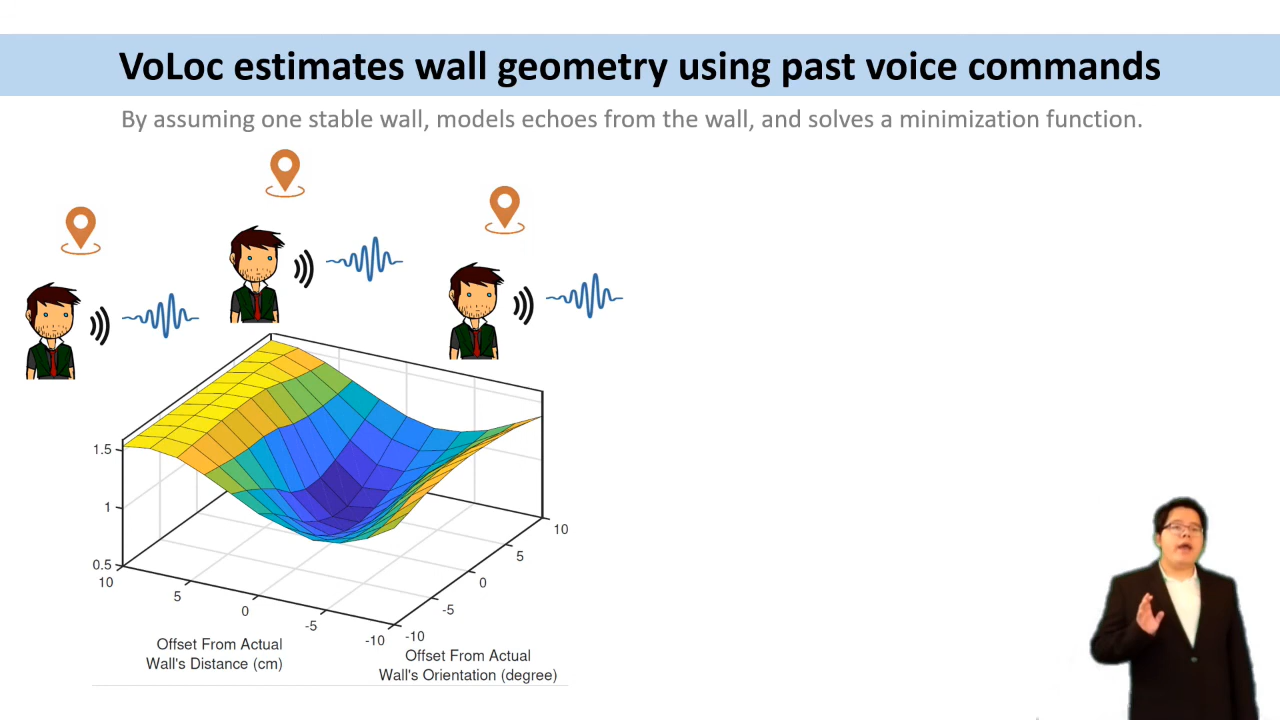 VoLoc estimates wall geometry using past voice commands
By assuming one stable wall, models echoes from the wall, and solves a minimization function.
1.5
1
0.5
10
5
0
-5
-10
-10
-5
0
5
10
Offset From Actual
Wall's Distance (cm)
Offset From Actual
Wall's Orientation (degree)